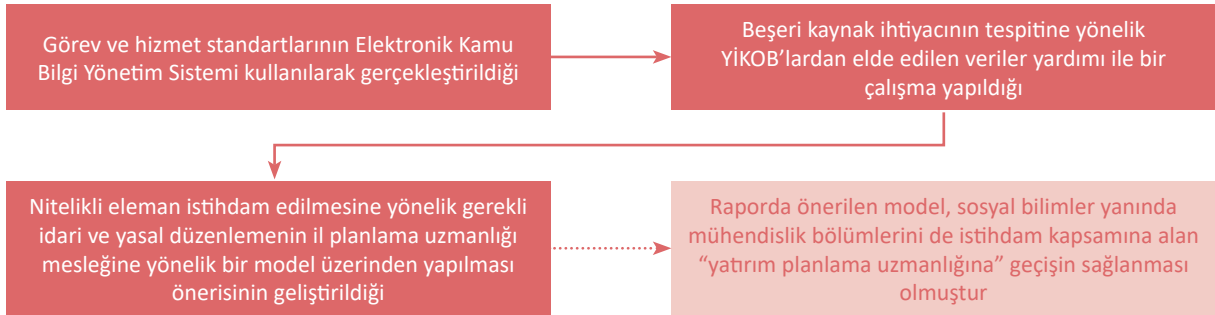 Görev ve hizmet standartlarının Elektronik Kamu
Bilgi Yönetim Sistemi kullanılarak gerçekleştirildiği
Beşeri kaynak ihtiyacının tespitine yönelik
YİKOB’lardan elde edilen veriler yardımı ile bir
çalışma yapıldığı
Nitelikli eleman istihdam edilmesine yönelik gerekli
idari ve yasal düzenlemenin il planlama uzmanlığı
mesleğine yönelik bir model üzerinden yapılması
önerisinin geliştirildiği
Raporda önerilen model, sosyal bilimler yanında
mühendislik bölümlerini de istihdam kapsamına alan
“yatırım planlama uzmanlığına” geçişin sağlanması
olmuştur